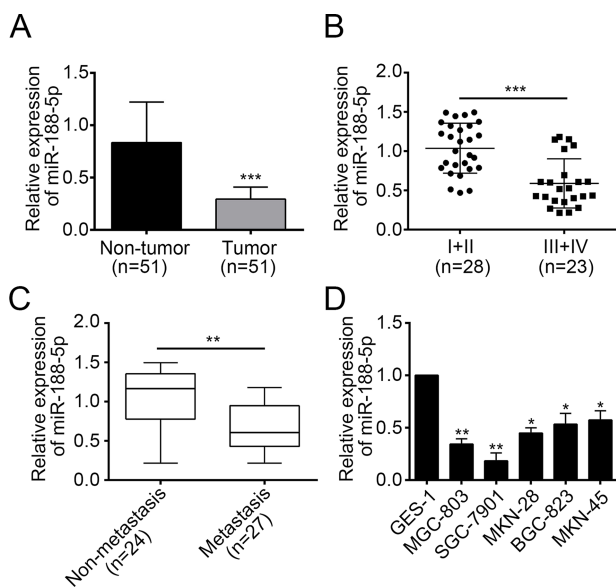 A
Relative expression
of miR-188-5p
1.5
1.0
0.5
0.0
***
Non-tumor
(n=51)
Tumor
(n=51)
B
Relative expression
of miR-188-5p
2.0
1.5
1.0
0.5
0.0
***
I+II
(n=28)
III+IV
(n=23)
C
Relative expression
of miR-188-5p
2.0
1.5
1.0
0.5
0.0
**
Non-metastasis
(n=24)
Metastasis
(n=27)
D
Relative expression
of miR-188-5p
1.5
1.0
0.5
0.0
**
**
*
*
*
GES-1
MGC-803
SGC-7901
MKN-28
BGC-823
MKN-45